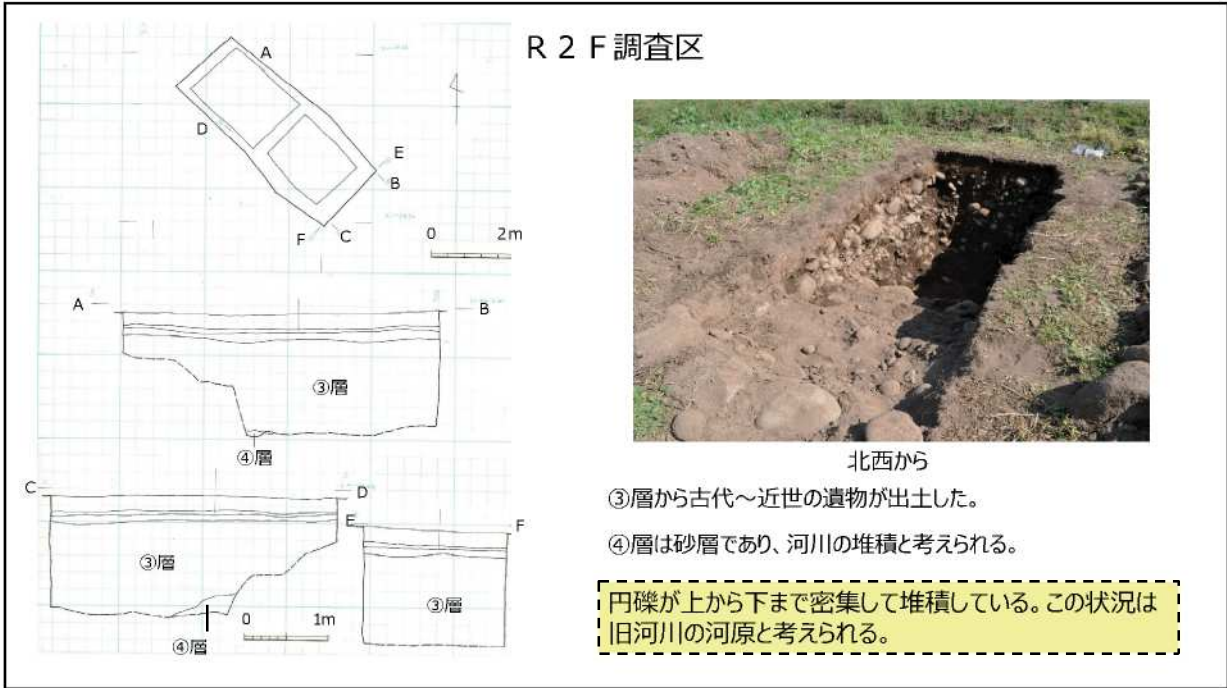 R2F調査区
A
D
E
B
F
C
0 2m
A
B
③層
④層
C
D
③層
④層
0 1m
E
F
③層
北西から
③層から古代～近世の遺物が出土した。
④層は砂層であり、河川の堆積と考えられる。
円礫が上から下まで密集して堆積している。この状況は
旧河川の河原と考えられる。